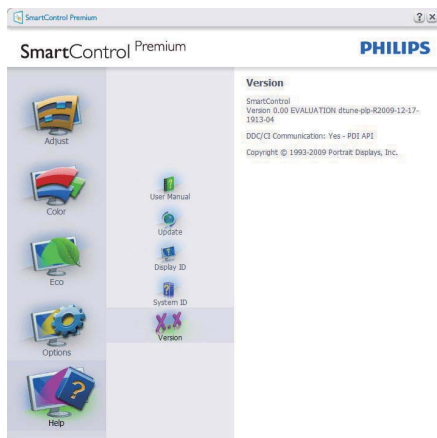 SmartControl Premium
SmartControl Premium
PHILIPS
Adjust
Color
Eco
Options
Help
User Manual
Update
Display ID
System ID
X.X
Version
Version
SmartControl
Version 0.00 EVALUATION dtune-plp-R2009-12-17-
1913-04
DDC/CI Communication: Yes - PDI API
Copyright © 1993-2009 Portrait Displays, Inc.